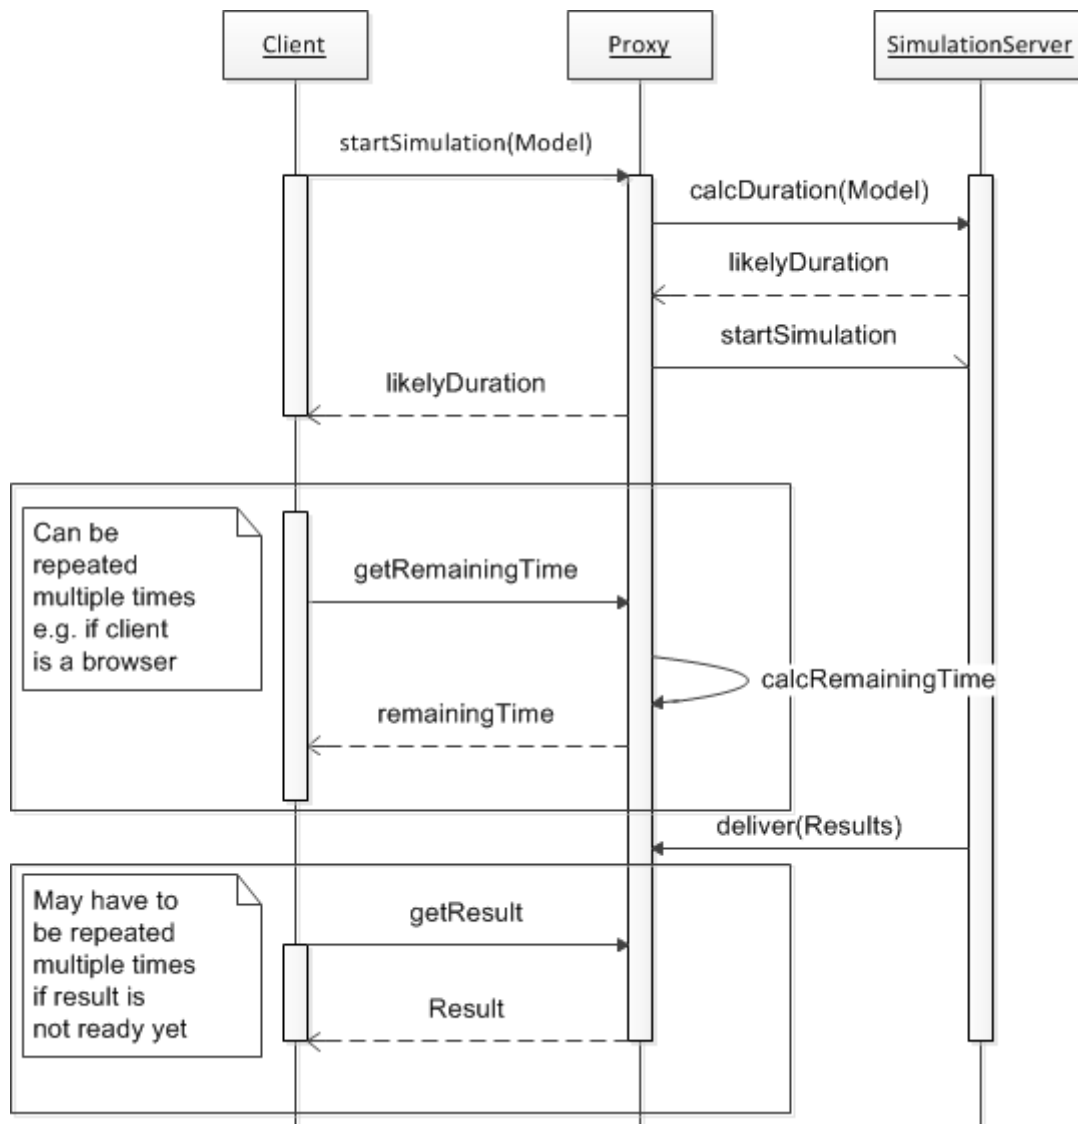 Client
Proxy
SimulationServer
startSimulation(Model)
calcDuration(Model)
likelyDuration
startSimulation
likelyDuration
Can be
repeated
multiple times
e.g. if client
is a browser
getRemainingTime
calcRemainingTime
remainingTime
deliver(Results)
May have to
be repeated
multiple times
if result is
not ready yet
getResult
Result